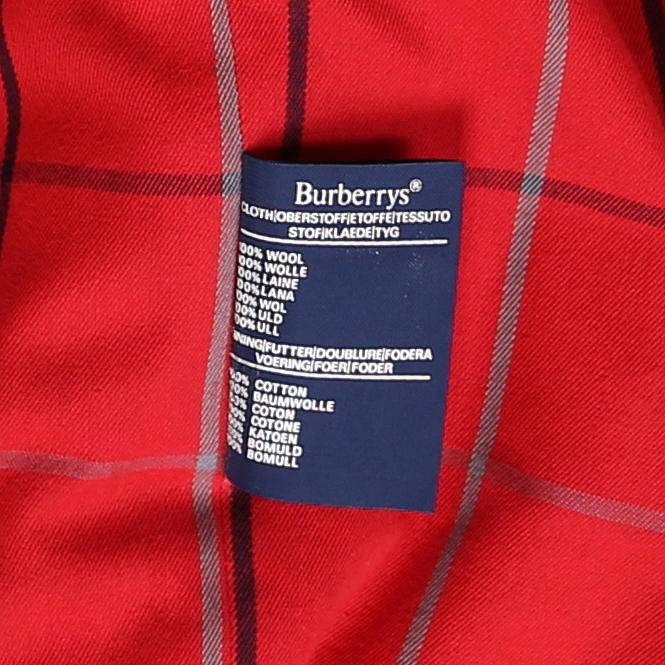 Burberrys®
CLOTH|OBERSTOFF|ETOFFE|TESSUTO
STOF|KLAEDE|TYG
100% WOOL
100% WOLLE
100% LAINE
100% LANA
100% WOL
100% ULD
100% ULL
LINING|FUTTER|DOUBLURE|FODERA
VOERING|FOER|FODER
COTTON
BAUMWOLLE
COTON
COTONE
KATOEN
BOMULD
BOMULL